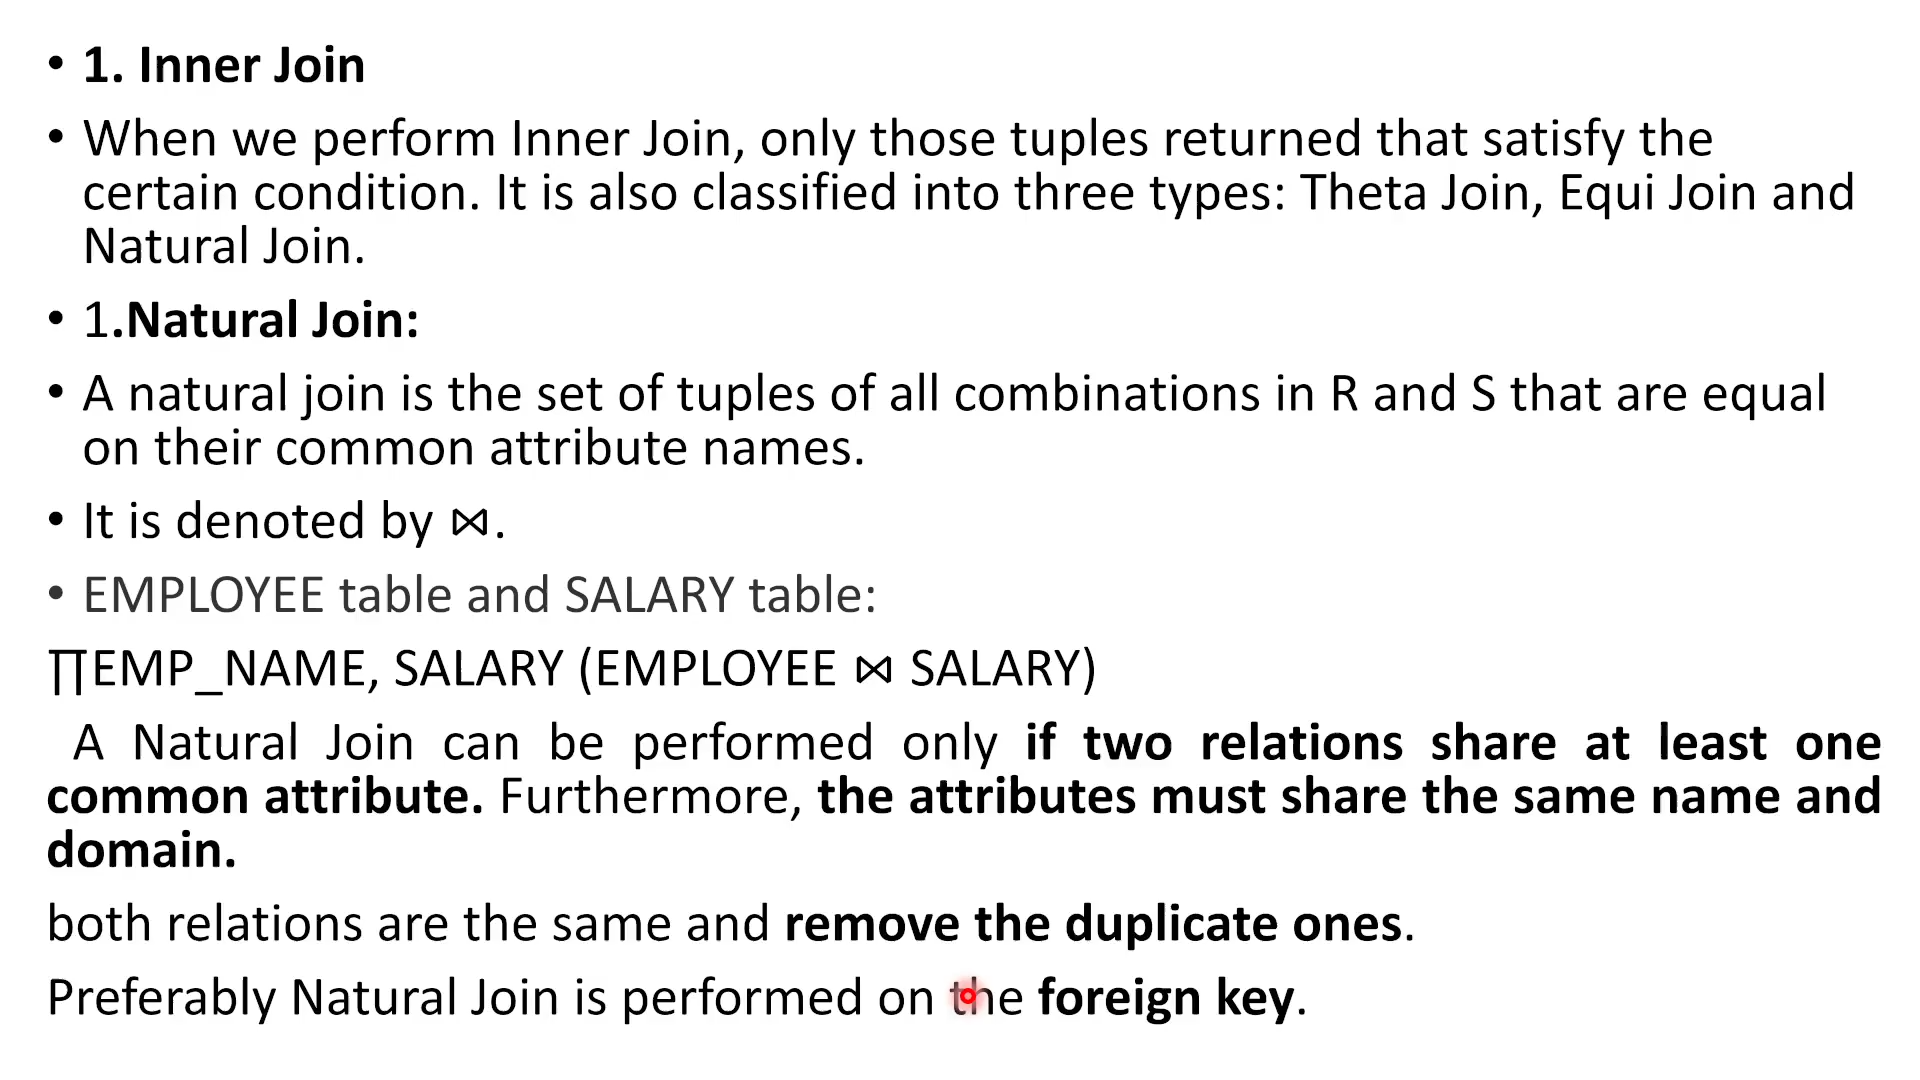 • 1. Inner Join
• When we perform Inner Join, only those tuples returned that satisfy the
certain condition. It is also classified into three types: Theta Join, Equi Join and
Natural Join.
• 1.Natural Join:
• A natural join is the set of tuples of all combinations in R and S that are equal
on their common attribute names.
• It is denoted by ⋈.
• EMPLOYEE table and SALARY table:
∏EMP_NAME, SALARY (EMPLOYEE ⋈ SALARY)
A Natural Join can be performed only if two relations share at least one
common attribute. Furthermore, the attributes must share the same name and
domain.
both relations are the same and remove the duplicate ones.
Preferably Natural Join is performed on the foreign key.